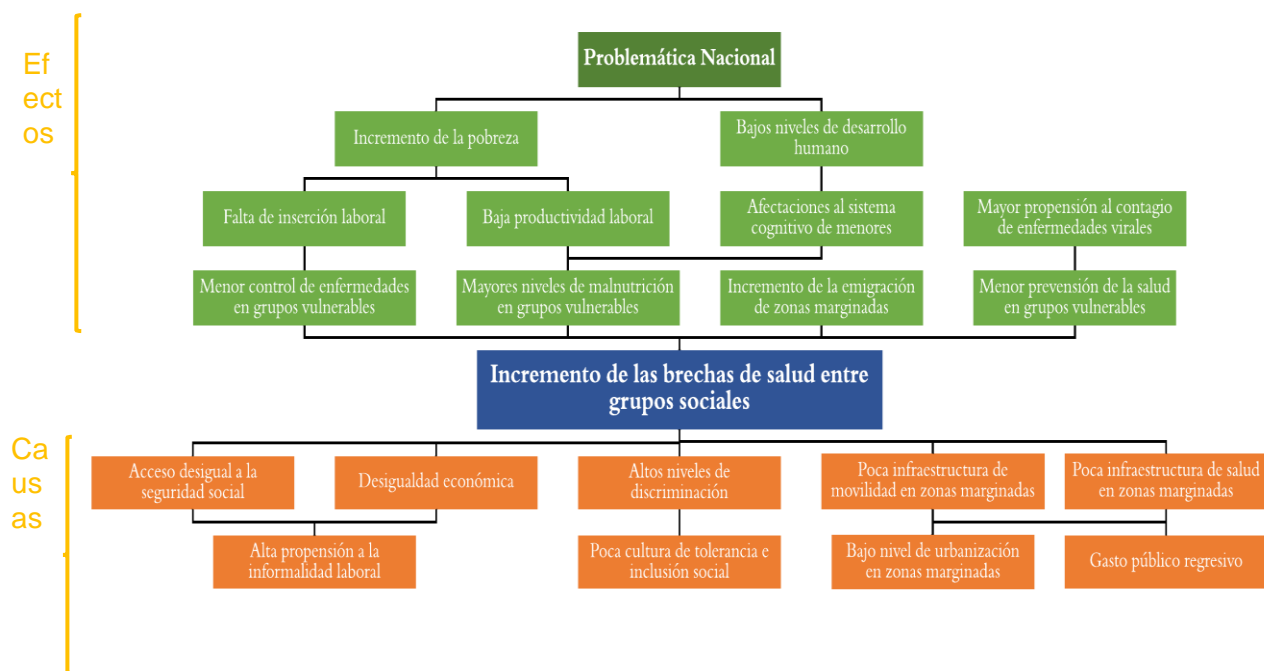 Ef
ect
os
Problemática Nacional
Incremento de la pobreza
Bajos niveles de desarrollo
humano
Falta de inserción laboral
Baja productividad laboral
Afectaciones al sistema
cognitivo de menores
Mayor propensión al contagio
de enfermedades virales
Menor control de enfermedades
en grupos vulnerables
Mayores niveles de malnutrición
en grupos vulnerables
Incremento de la emigración
de zonas marginadas
Menor prevención de la salud
en grupos vulnerables
Incremento de las brechas de salud entre
grupos sociales
Ca
us
as
Acceso desigual a la
seguridad social
Desigualdad económica
Altos niveles de
discriminación
Poca infraestructura de
movilidad en zonas marginadas
Poca infraestructura de salud
en zonas marginadas
Alta propensión a la
informalidad laboral
Poca cultura de tolerancia e
inclusión social
Bajo nivel de urbanización
en zonas marginadas
Gasto público regresivo